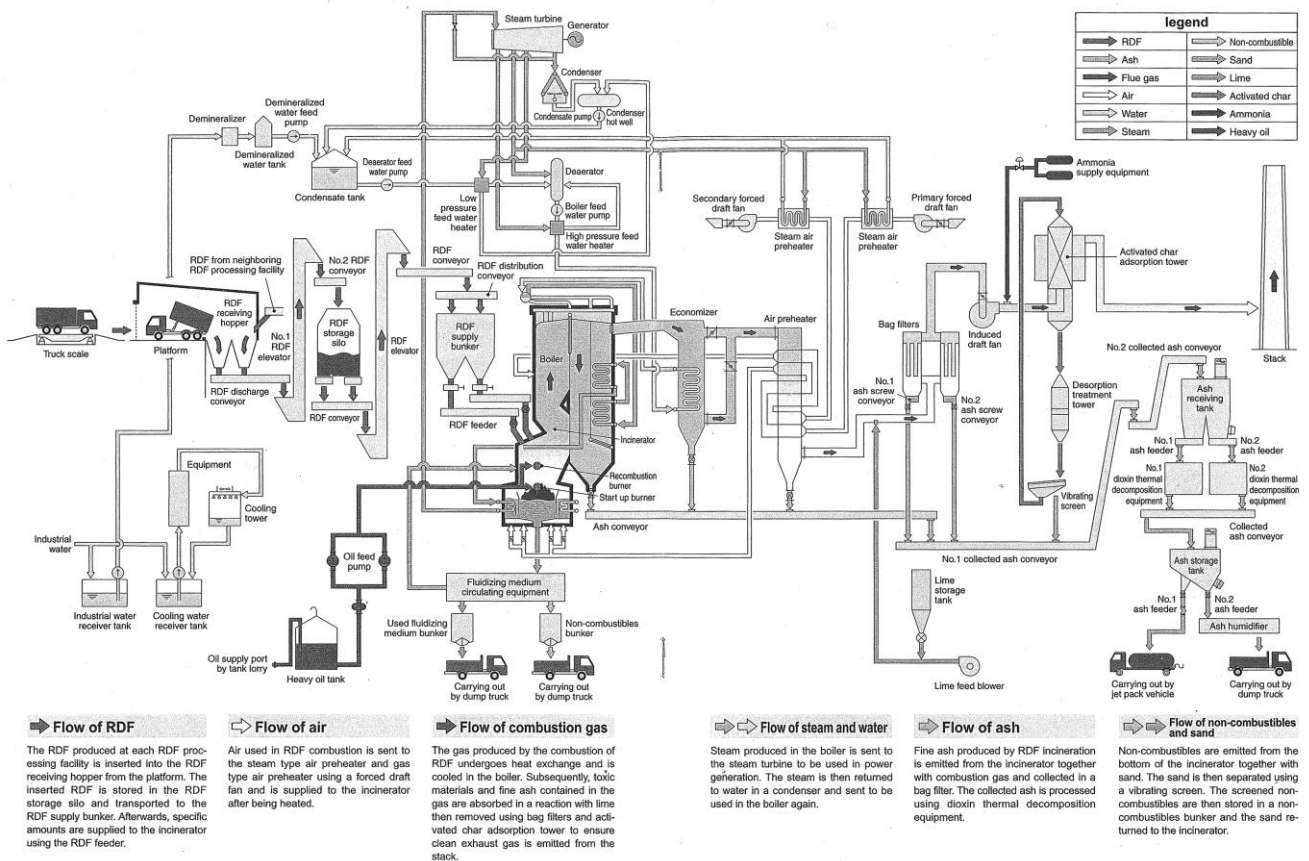 Steam turbine
Generator
Condenser
Condensate pump
Condenser
hot well
legend
RDF
Non-combustible
Ash
Sand
Flue gas
Lime
Air
Activated char
Water
Ammonia
Steam
Heavy oil
Demineralizer
Demineralized
water feed
pump
Demineralized
water tank
Condensate tank
Deaerator feed
water pump
Low
pressure
feed water
heater
Deaerator
Boiler feed
water pump
High pressure feed
water heater
Secondary forced
draft fan
Steam air
preheater
Steam air
preheater
Primary forced
draft fan
Ammonia
supply equipment
Activated char
adsorption tower
RDF from neighboring
RDF processing facility
RDF
receiving
hopper
Truck scale
Platform
No.1
RDF
elevator
RDF discharge
conveyor
No.2 RDF
conveyor
RDF
storage
silo
RDF conveyor
RDF
elevator
RDF
conveyor
RDF distribution
conveyor
RDF
supply
bunker
RDF feeder
Boiler
Incinerator
Recombustion
burner
Start up burner
Economizer
Air preheater
Bag filters
Induced
draft fan
Stack
No.1
ash screw
conveyor
No.2
ash screw
conveyor
Desorption
treatment
tower
Vibrating
screen
No.2 collected ash conveyor
Ash
receiving
tank
No.1
ash feeder
No.2
ash feeder
No.1
dioxin thermal
decomposition
equipment
No.2
dioxin thermal
decomposition
equipment
Collected
ash conveyor
Ash storage
tank
No.1
ash feeder
No.2
ash feeder
Ash humidifier
Carrying out by
jet pack vehicle
Carrying out by
dump truck
Ash conveyor
No.1 collected ash conveyor
Lime
storage
tank
Lime feed blower
Equipment
Cooling
tower
Industrial
water
Industrial water
receiver tank
Cooling water
receiver tank
Oil feed
pump
Oil supply port
by tank lorry
Heavy oil tank
Fluidizing medium
circulating equipment
Used fluidizing
medium bunker
Non-combustibles
bunker
Carrying out
by dump truck
Carrying out
by dump truck
Flow of RDF
The RDF produced at each RDF proc-
essing facility is inserted into the RDF
receiving hopper from the platform. The
inserted RDF is stored in the RDF
storage silo and transported to the
RDF supply bunker. Afterwards, specific
amounts are supplied to the incinerator
using the RDF feeder.
Flow of air
Air used in RDF combustion is sent to
the steam type air preheater and gas
type air preheater using a forced draft
fan and is supplied to the incinerator
after being heated.
Flow of combustion gas
The gas produced by the combustion of
RDF undergoes heat exchange and is
cooled in the boiler. Subsequently, toxic
materials and fine ash contained in the
gas are absorbed in a reaction with lime
then removed using bag filters and acti-
vated char adsorption tower to ensure
clean exhaust gas is emitted from the
stack.
Flow of steam and water
Steam produced in the boiler is sent to
the steam turbine to be used in power
generation. The steam is then returned
to water in a condenser and sent to be
used in the boiler again.
Flow of ash
Fine ash produced by RDF incineration
is emitted from the incinerator together
with combustion gas and collected in a
bag filter. The collected ash is processed
using dioxin thermal decomposition
equipment.
Flow of non-combustibles
and sand
Non-combustibles are emitted from the
bottom of the incinerator together with
sand. The sand is then separated using
a vibrating screen. The screened non-
combustibles are then stored in a non-
combustibles bunker and the sand re-
turned to the incinerator.